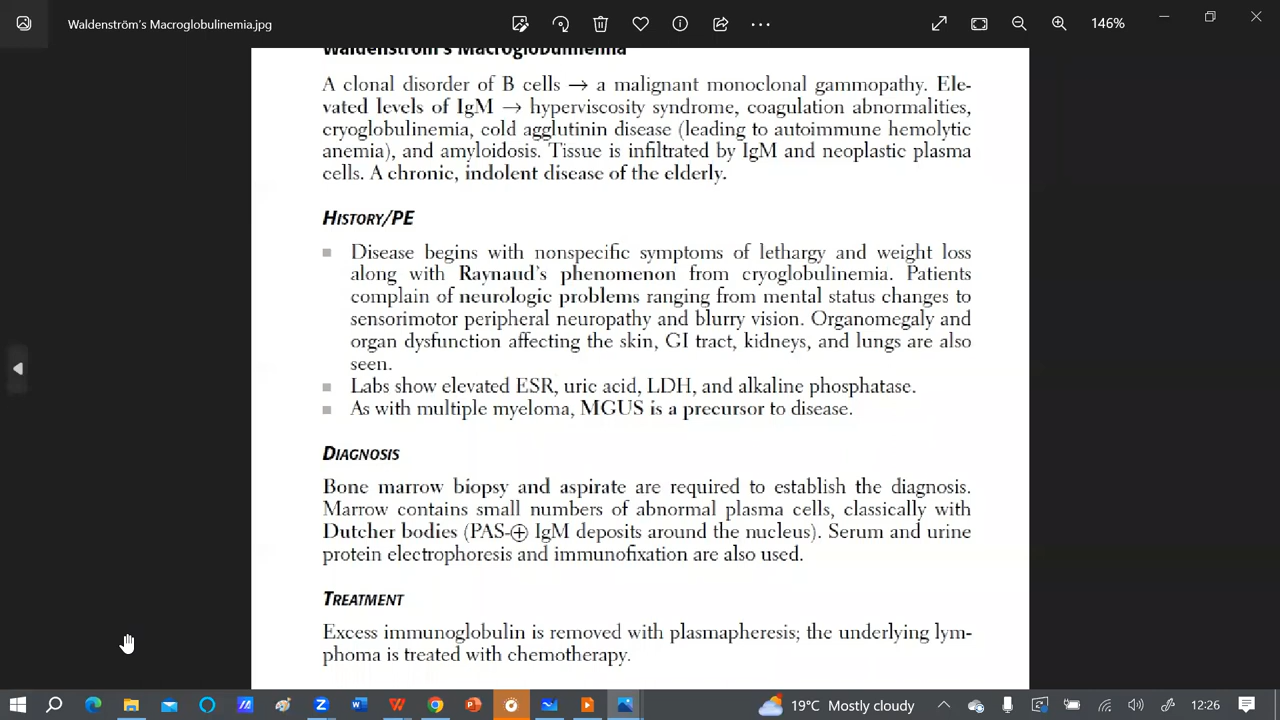 Waldenström's Macroglobulinemia.jpg
146%
Waldenström's Macroglobulinemia
A clonal disorder of B cells → a malignant monoclonal gammopathy. Ele-
vated levels of IgM → hyperviscosity syndrome, coagulation abnormalities,
cryoglobulinemia, cold agglutinin disease (leading to autoimmune hemolytic
anemia), and amyloidosis. Tissue is infiltrated by IgM and neoplastic plasma
cells. A chronic, indolent disease of the elderly.
HISTORY/PE
■ Disease begins with nonspecific symptoms of lethargy and weight loss
along with Raynaud's phenomenon from cryoglobulinemia. Patients
complain of neurologic problems ranging from mental status changes to
sensorimotor peripheral neuropathy and blurry vision. Organomegaly and
organ dysfunction affecting the skin, GI tract, kidneys, and lungs are also
seen.
■ Labs show elevated ESR, uric acid, LDH, and alkaline phosphatase.
■ As with multiple myeloma, MGUS is a precursor to disease.
DIAGNOSIS
Bone marrow biopsy and aspirate are required to establish the diagnosis.
Marrow contains small numbers of abnormal plasma cells, classically with
Dutcher bodies (PAS-⊕ IgM deposits around the nucleus). Serum and urine
protein electrophoresis and immunofixation are also used.
TREATMENT
Excess immunoglobulin is removed with plasmapheresis; the underlying lym-
phoma is treated with chemotherapy.
19°C Mostly cloudy
12:26